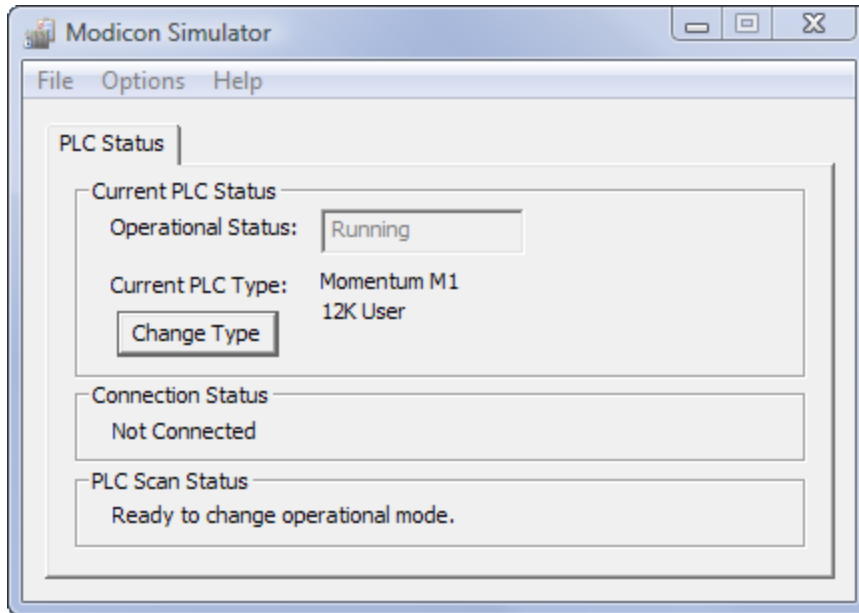 Modicon Simulator
File Options Help
PLC Status
Current PLC Status
Operational Status: Running
Current PLC Type: Momentum M1
12K User
Change Type
Connection Status
Not Connected
PLC Scan Status
Ready to change operational mode.